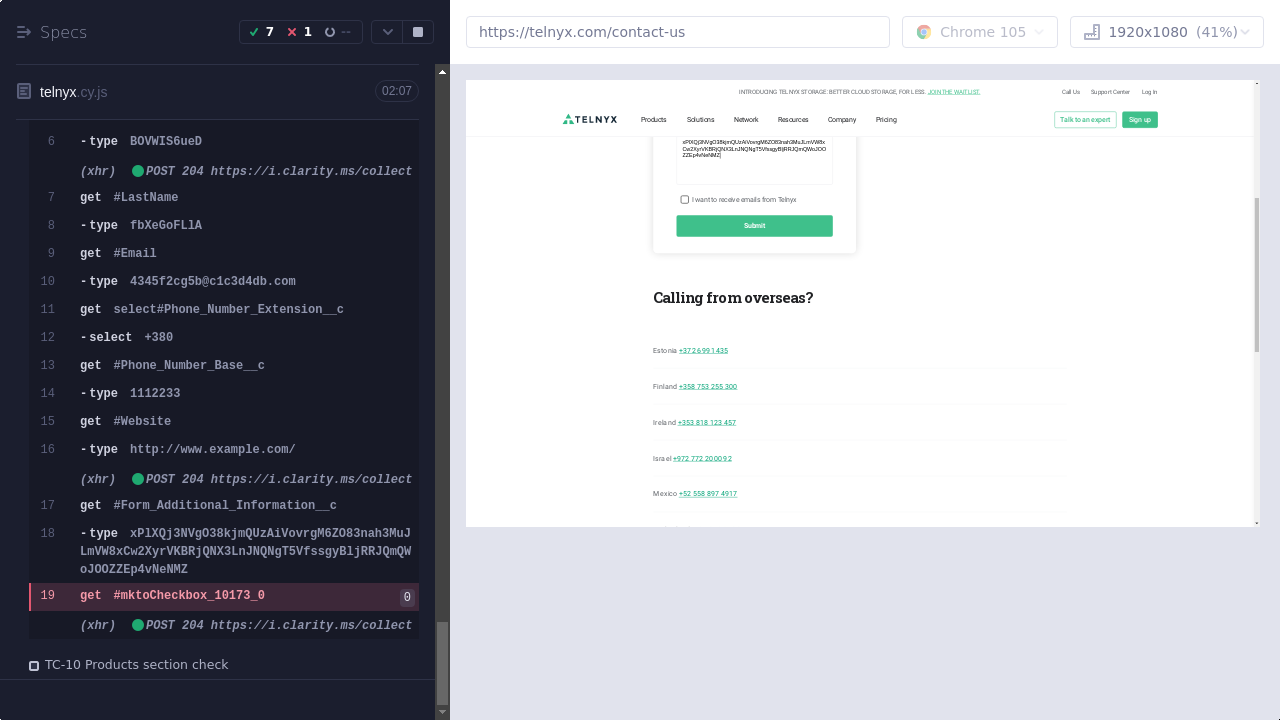 Specs
7 1 --
telnyx.cy.js 02:07
6 -type BOVWIS6ueD
(xhr) POST 204 https://i.clarity.ms/collect
7 get #LastName
8 -type fbXeGoFLlA
9 get #Email
10 -type 4345f2cg5b@c1c3d4db.com
11 get select#Phone_Number_Extension__c
12 -select +380
13 get #Phone_Number_Base__c
14 -type 1112233
15 get #Website
16 -type http://www.example.com/
(xhr) POST 204 https://i.clarity.ms/collect
17 get #Form_Additional_Information__c
18 -type xPlXQj3NVgO38kjmQUzAiVovrgM6ZO83nah3MuJ
LmVW8xCw2XyrVKBRjQNX3LnJNQNgT5VfssgyBljRRJQmQW
oJOOZZEp4vNeNMZ
19 get #mktoCheckbox_10173_0 0
(xhr) POST 204 https://i.clarity.ms/collect
TC-10 Products section check
https://telnyx.com/contact-us
Chrome 105
1920x1080 (41%)
INTRODUCING TELNYX STORAGE: BETTER CLOUD STORAGE, FOR LESS. JOIN THE WAITLIST.
Call Us Support Center Log In
TELNYX Products Solutions Network Resources Company Pricing Talk to an expert Sign up
xPlXQj3NVgO38kjmQUzAiVovrgM6ZO83nah3MuJLmVW8x
Cw2XyrVKBRjQNX3LnJNQNgT5VfssgyBljRRJQmQWoJOO
ZZEp4vNeNMZ
I want to receive emails from Telnyx
Submit
Calling from overseas?
Estonia +372 6991 435
Finland +358 753 255 300
Ireland +353 818 123 457
Israel +972 772 200092
Mexico +52 558 897 4917